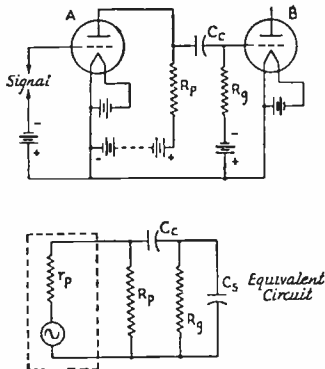 A
B
Cc
Signal
Rp
Rg
-
+
-
+
-
+
Cc
rp
Rp
Rg
Cs
Equivalent
Circuit